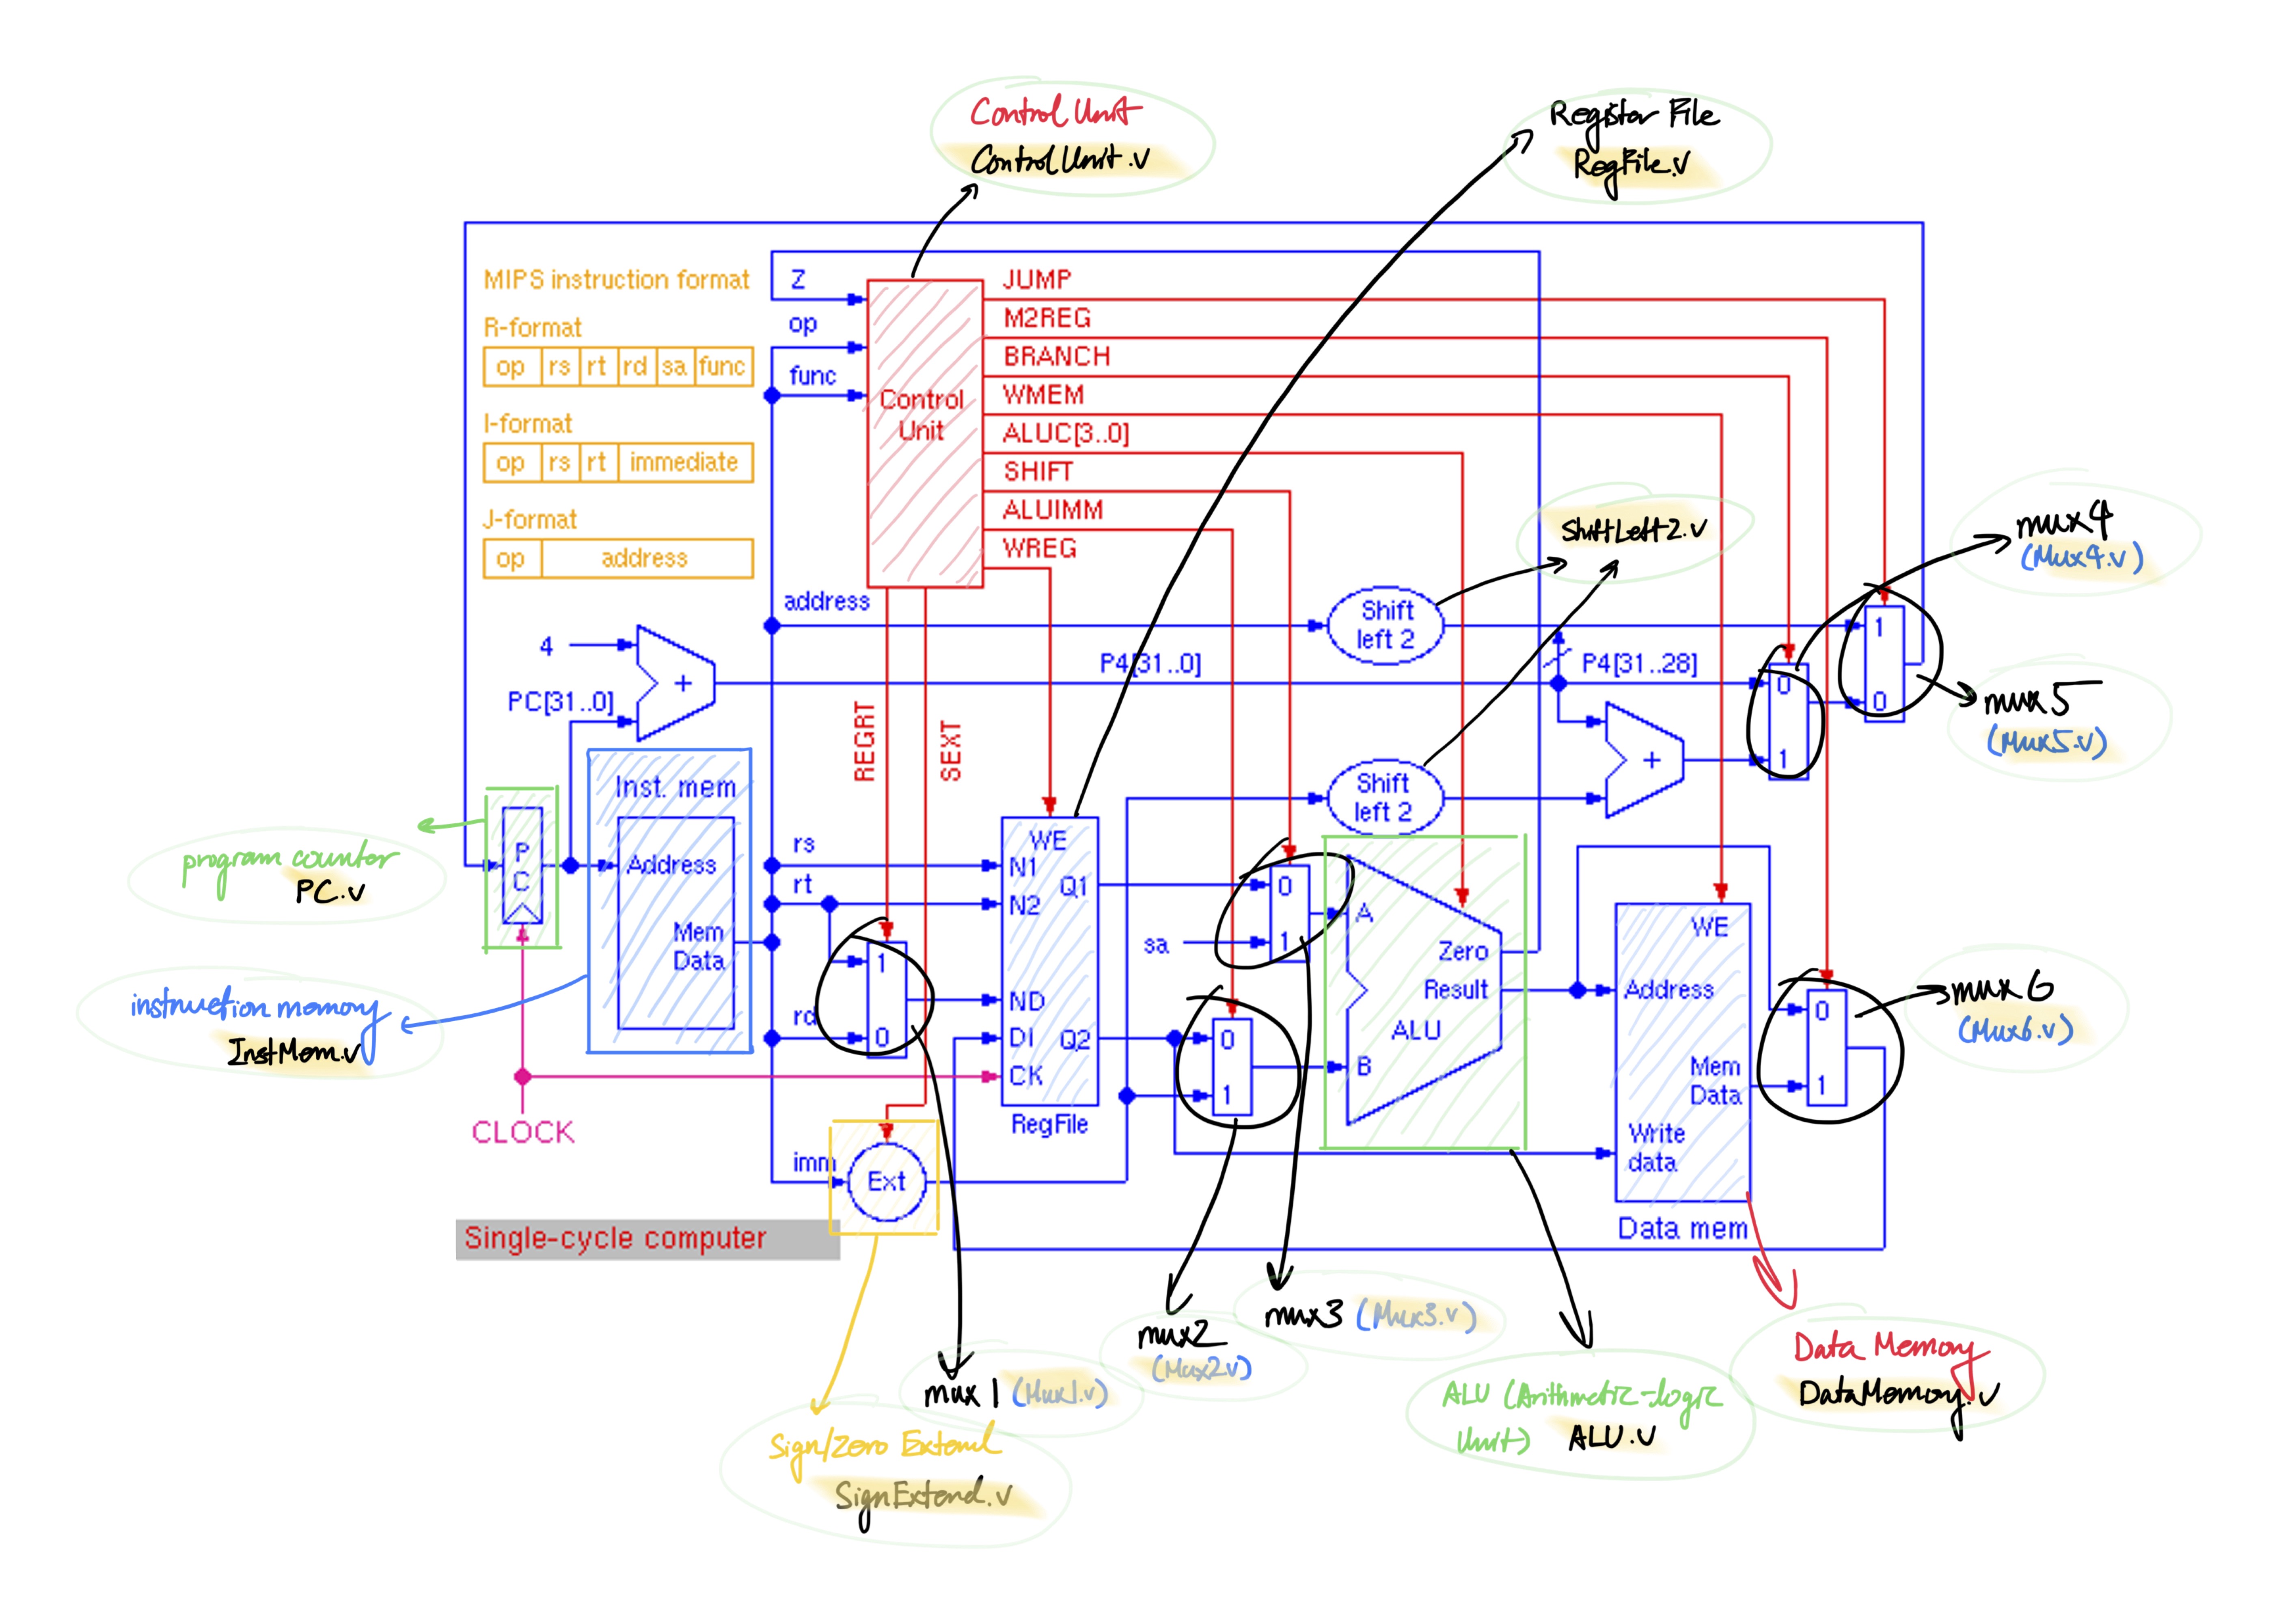 Control Unit
ControlUnit.v
Register File
RegFile.v
MIPS instruction format
R-format
op rs rt rd sa func
I-format
op rs rt immediate
J-format
op address
Z
op
func
Control
Unit
JUMP
M2REG
BRANCH
WMEM
ALUC[3..0]
SHIFT
ALUIMM
WREG
ShiftLeft2.v
mux4
(Mux4.v)
mux5
(Mux5.v)
address
Shift
left 2
1
0
4
PC[31..0]
+
P4[31..0]
P4[31..28]
0
1
+
REGRT
SEXT
Shift
left 2
program counter
PC.v
P
C
Inst. mem
Address
Mem
Data
instruction memory
InstMem.v
CLOCK
rs
rt
rd
imm
1
0
WE
N1
N2
ND
DI
CK
Q1
Q2
RegFile
Ext
sa
0
1
0
1
A
B
Zero
Result
ALU
WE
Address
Mem
Data
Write
data
Data mem
0
1
mux6
(Mux6.v)
Single-cycle computer
Sign/Zero Extend
SignExtend.v
mux1 (Mux1.v)
mux2
(Mux2.v)
mux3 (Mux3.v)
ALU (Arithmetic-logic
Unit) ALU.v
Data Memory
DataMemory.v